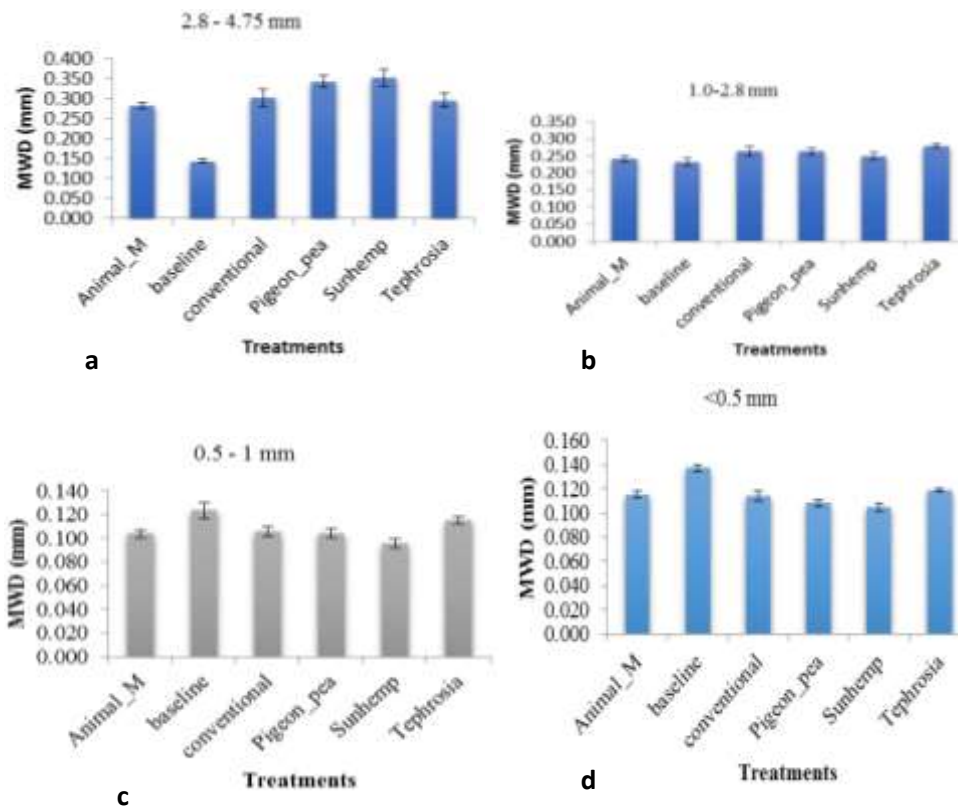 2.8 - 4.75 mm
0.400
0.350
0.300
0.250
0.200
0.150
0.100
0.050
0.000
MWD (mm)
Animal_M
baseline
conventional
Pigeon_pea
Sunhemp
Tephrosia
Treatments
a
1.0-2.8 mm
0.350
0.300
0.250
0.200
0.150
0.100
0.050
0.000
MWD (mm)
Animal_M
baseline
conventional
Pigeon_pea
Sunhemp
Tephrosia
Treatments
b
0.5 - 1 mm
0.140
0.120
0.100
0.080
0.060
0.040
0.020
0.000
MWD (mm)
Animal_M
baseline
conventional
Pigeon_pea
Sunhemp
Tephrosia
Treatments
c
<0.5 mm
0.160
0.140
0.120
0.100
0.080
0.060
0.040
0.020
0.000
MWD (mm)
Animal_M
baseline
conventional
Pigeon_pea
Sunhemp
Tephrosia
Treatments
d